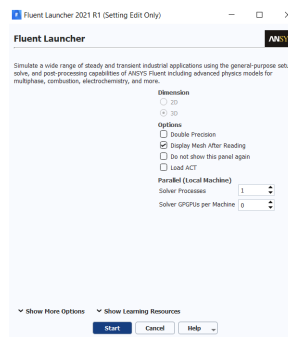 Fluent Launcher 2021 R1 (Setting Edit Only)
Fluent Launcher
ANSY
Simulate a wide range of steady and transient industrial applications using the general-purpose setu
solve, and post-processing capabilities of ANSYS Fluent including advanced physics models for
multiphase, combustion, electrochemistry, and more.
Dimension
2D
3D
Options
Double Precision
Display Mesh After Reading
Do not show this panel again
Load ACT
Parallel (Local Machine)
Solver Processes 1
Solver GPGPUs per Machine 0
Show More Options Show Learning Resources
Start Cancel Help